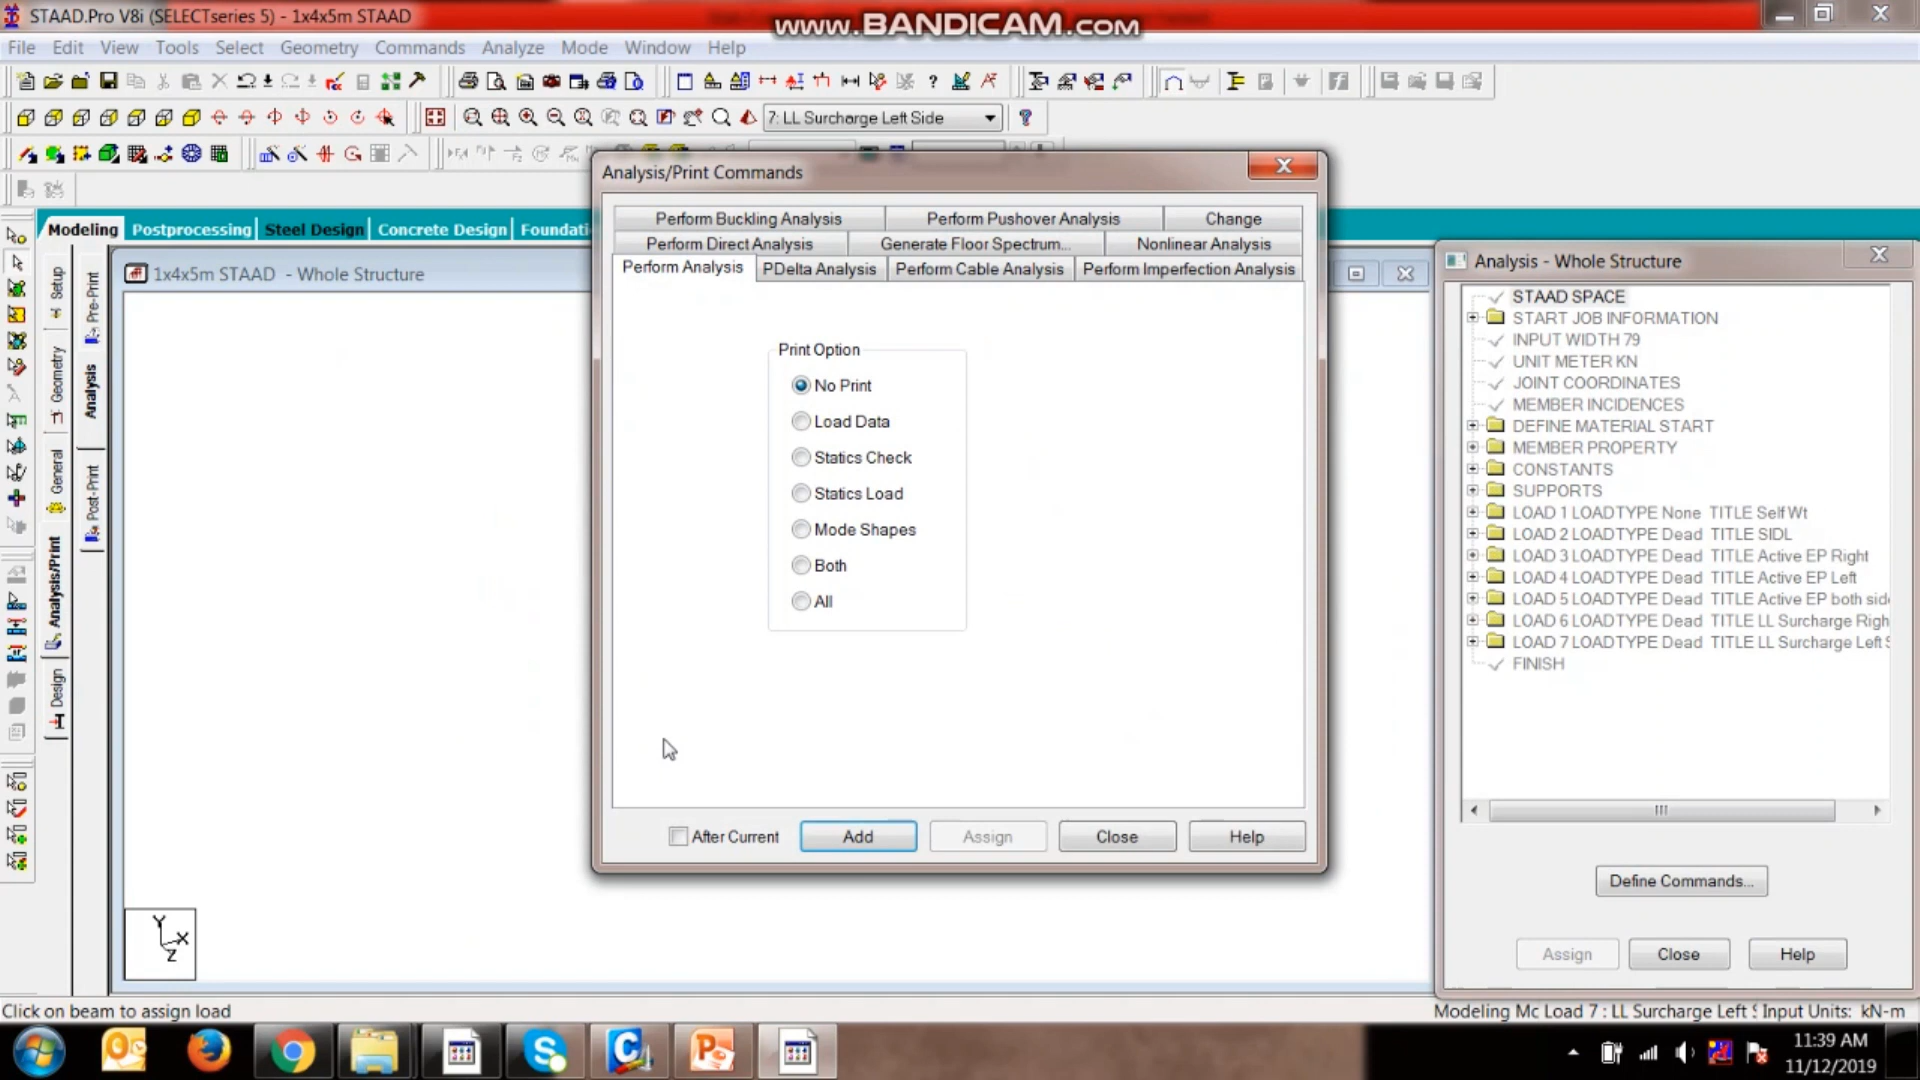 STAAD.Pro V8i (SELECTseries 5) - 1x4x5m STAAD
www.BANDICAM.com
File Edit View Tools Select Geometry Commands Analyze Mode Window Help
7: LL Surcharge Left Side
Modeling Postprocessing Steel Design Concrete Design Foundati
Setup
Geometry
General
Analysis/Print
Design
Pre-Print
Analysis
Post-Print
1x4x5m STAAD - Whole Structure
Analysis/Print Commands
Perform Buckling Analysis Perform Pushover Analysis Change
Perform Direct Analysis Generate Floor Spectrum... Nonlinear Analysis
Perform Analysis PDelta Analysis Perform Cable Analysis Perform Imperfection Analysis
Print Option
No Print
Load Data
Statics Check
Statics Load
Mode Shapes
Both
All
After Current Add Assign Close Help
Analysis - Whole Structure
STAAD SPACE
START JOB INFORMATION
INPUT WIDTH 79
UNIT METER KN
JOINT COORDINATES
MEMBER INCIDENCES
DEFINE MATERIAL START
MEMBER PROPERTY
CONSTANTS
SUPPORTS
LOAD 1 LOADTYPE None TITLE Self Wt
LOAD 2 LOADTYPE Dead TITLE SIDL
LOAD 3 LOADTYPE Dead TITLE Active EP Right
LOAD 4 LOADTYPE Dead TITLE Active EP Left
LOAD 5 LOADTYPE Dead TITLE Active EP both side
LOAD 6 LOADTYPE Dead TITLE LL Surcharge Righ
LOAD 7 LOADTYPE Dead TITLE LL Surcharge Left S
FINISH
Define Commands...
Assign Close Help
Y
X
Z
Click on beam to assign load
Modeling Mc Load 7 : LL Surcharge Left S Input Units: kN-m
11:39 AM
11/12/2019